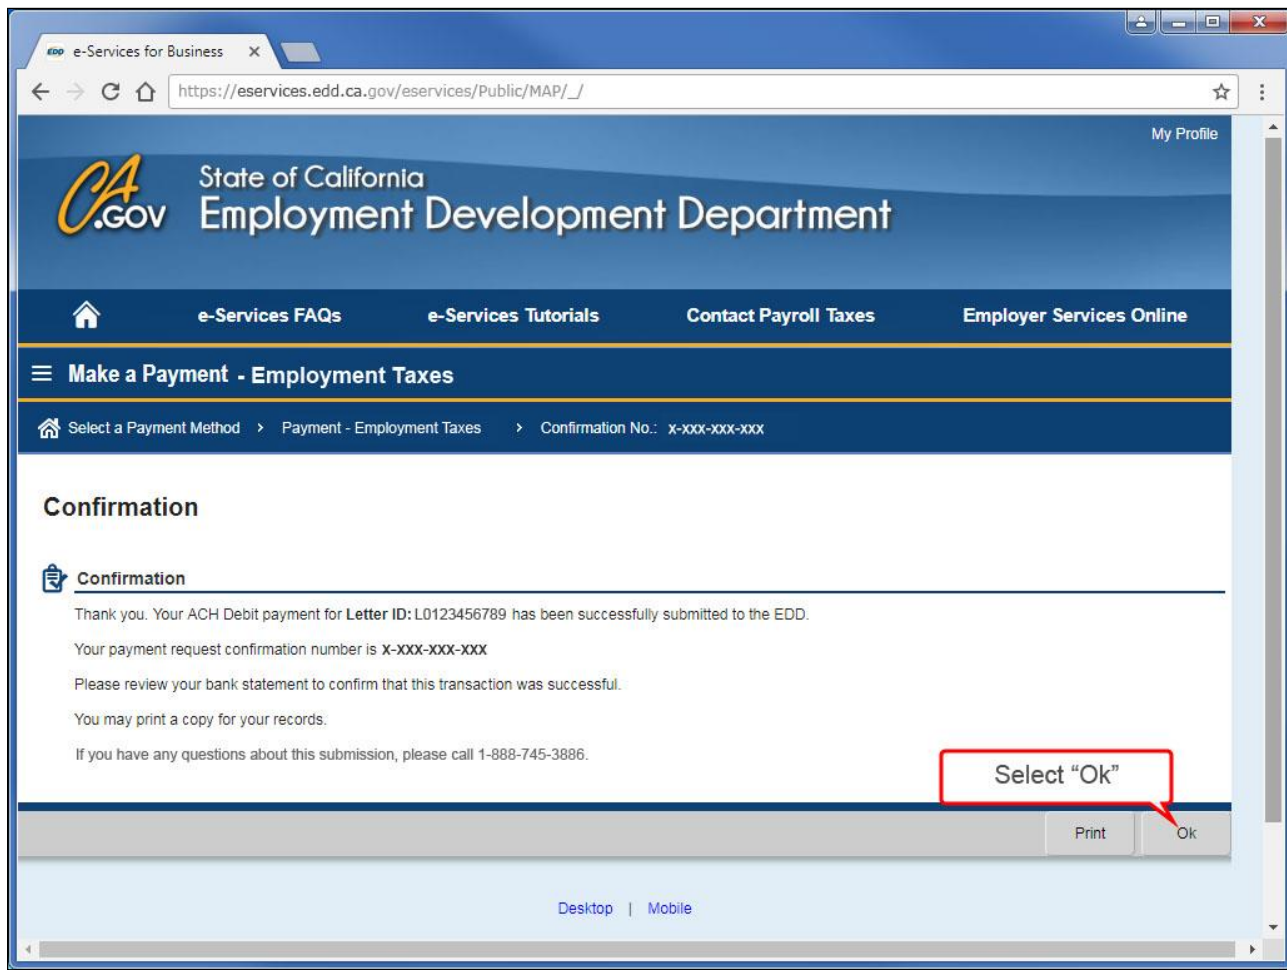 e-Services for Business
https://eservices.edd.ca.gov/eservices/Public/MAP/_/
My Profile
CA.GOV
State of California
Employment Development Department
e-Services FAQs e-Services Tutorials Contact Payroll Taxes Employer Services Online
Make a Payment - Employment Taxes
Select a Payment Method > Payment - Employment Taxes > Confirmation No.: x-xxx-xxx-xxx
Confirmation
Confirmation
Thank you. Your ACH Debit payment for Letter ID: L0123456789 has been successfully submitted to the EDD.
Your payment request confirmation number is x-xxx-xxx-xxx
Please review your bank statement to confirm that this transaction was successful.
You may print a copy for your records.
If you have any questions about this submission, please call 1-888-745-3886.
Select “Ok”
Print Ok
Desktop | Mobile